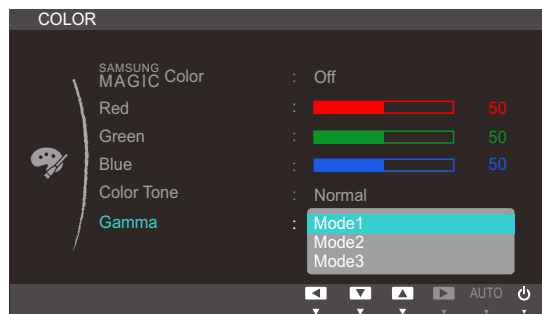 COLOR
SAMSUNG MAGIC Color : Off
Red : 50
Green : 50
Blue : 50
Color Tone : Normal
Gamma : Mode1
Mode2
Mode3
AUTO